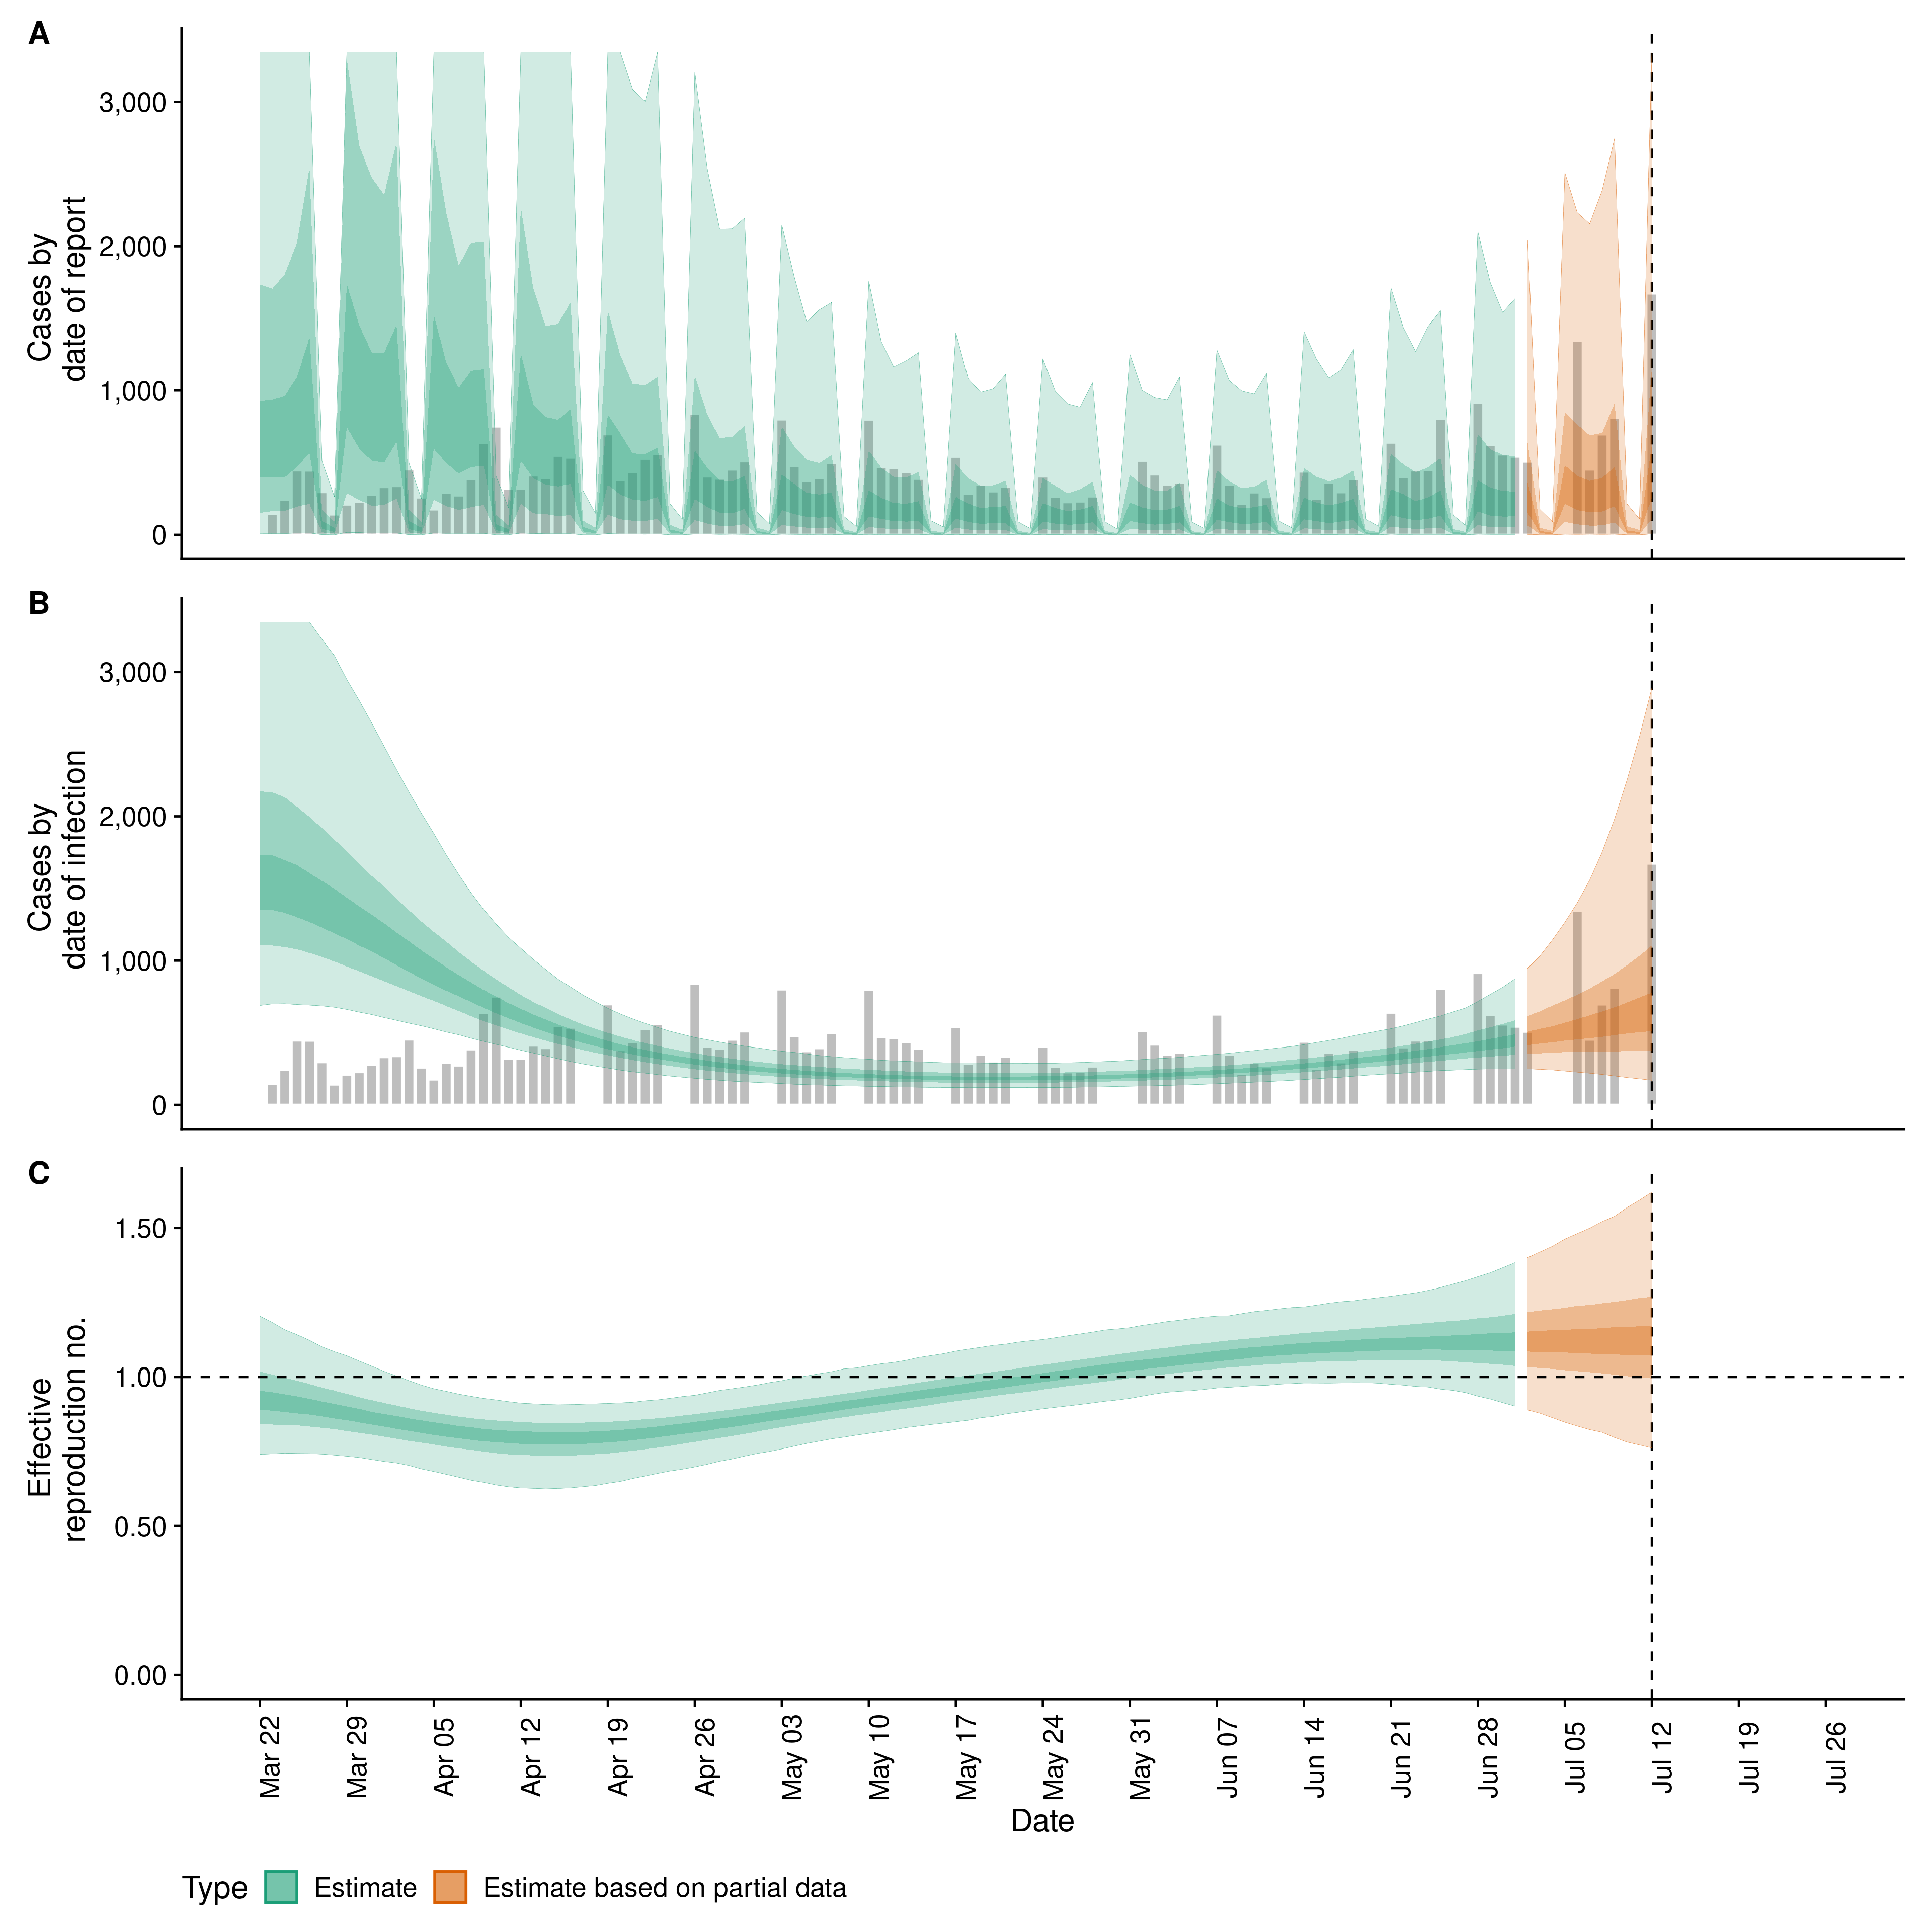 A
Cases by
date of report
3,000
2,000
1,000
0
B
Cases by
date of infection
3,000
2,000
1,000
0
C
Effective
reproduction no.
1.50
1.00
0.50
0.00
Mar 22
Mar 29
Apr 05
Apr 12
Apr 19
Apr 26
May 03
May 10
May 17
May 24
May 31
Jun 07
Jun 14
Jun 21
Jun 28
Jul 05
Jul 12
Jul 19
Jul 26
Date
Type Estimate Estimate based on partial data